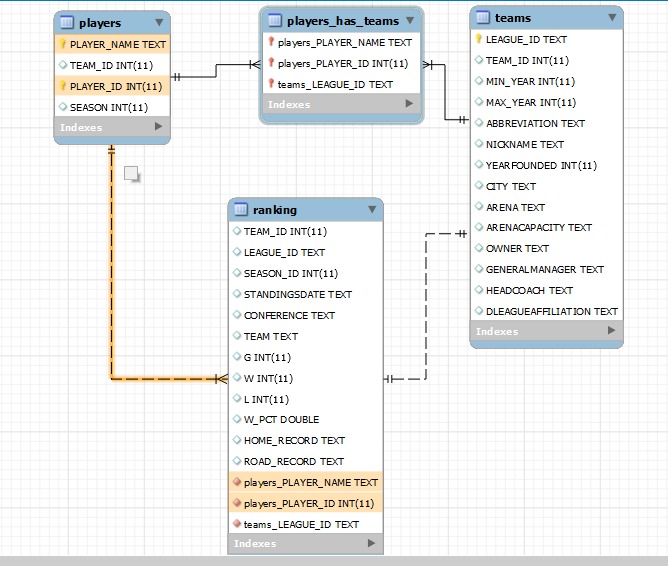 players
PLAYER_NAME TEXT
TEAM_ID INT(11)
PLAYER_ID INT(11)
SEASON INT(11)
Indexes
players_has_teams
players_PLAYER_NAME TEXT
players_PLAYER_ID INT(11)
teams_LEAGUE_ID TEXT
Indexes
teams
LEAGUE_ID TEXT
TEAM_ID INT(11)
MIN_YEAR INT(11)
MAX_YEAR INT(11)
ABBREVIATION TEXT
NICKNAME TEXT
YEARFOUNDED INT(11)
CITY TEXT
ARENA TEXT
ARENACAPACITY TEXT
OWNER TEXT
GENERALMANAGER TEXT
HEADCOACH TEXT
DLEAGUEAFFILIATION TEXT
Indexes
ranking
TEAM_ID INT(11)
LEAGUE_ID TEXT
SEASON_ID INT(11)
STANDINGSDATE TEXT
CONFERENCE TEXT
TEAM TEXT
G INT(11)
W INT(11)
L INT(11)
W_PCT DOUBLE
HOME_RECORD TEXT
ROAD_RECORD TEXT
players_PLAYER_NAME TEXT
players_PLAYER_ID INT(11)
teams_LEAGUE_ID TEXT
Indexes